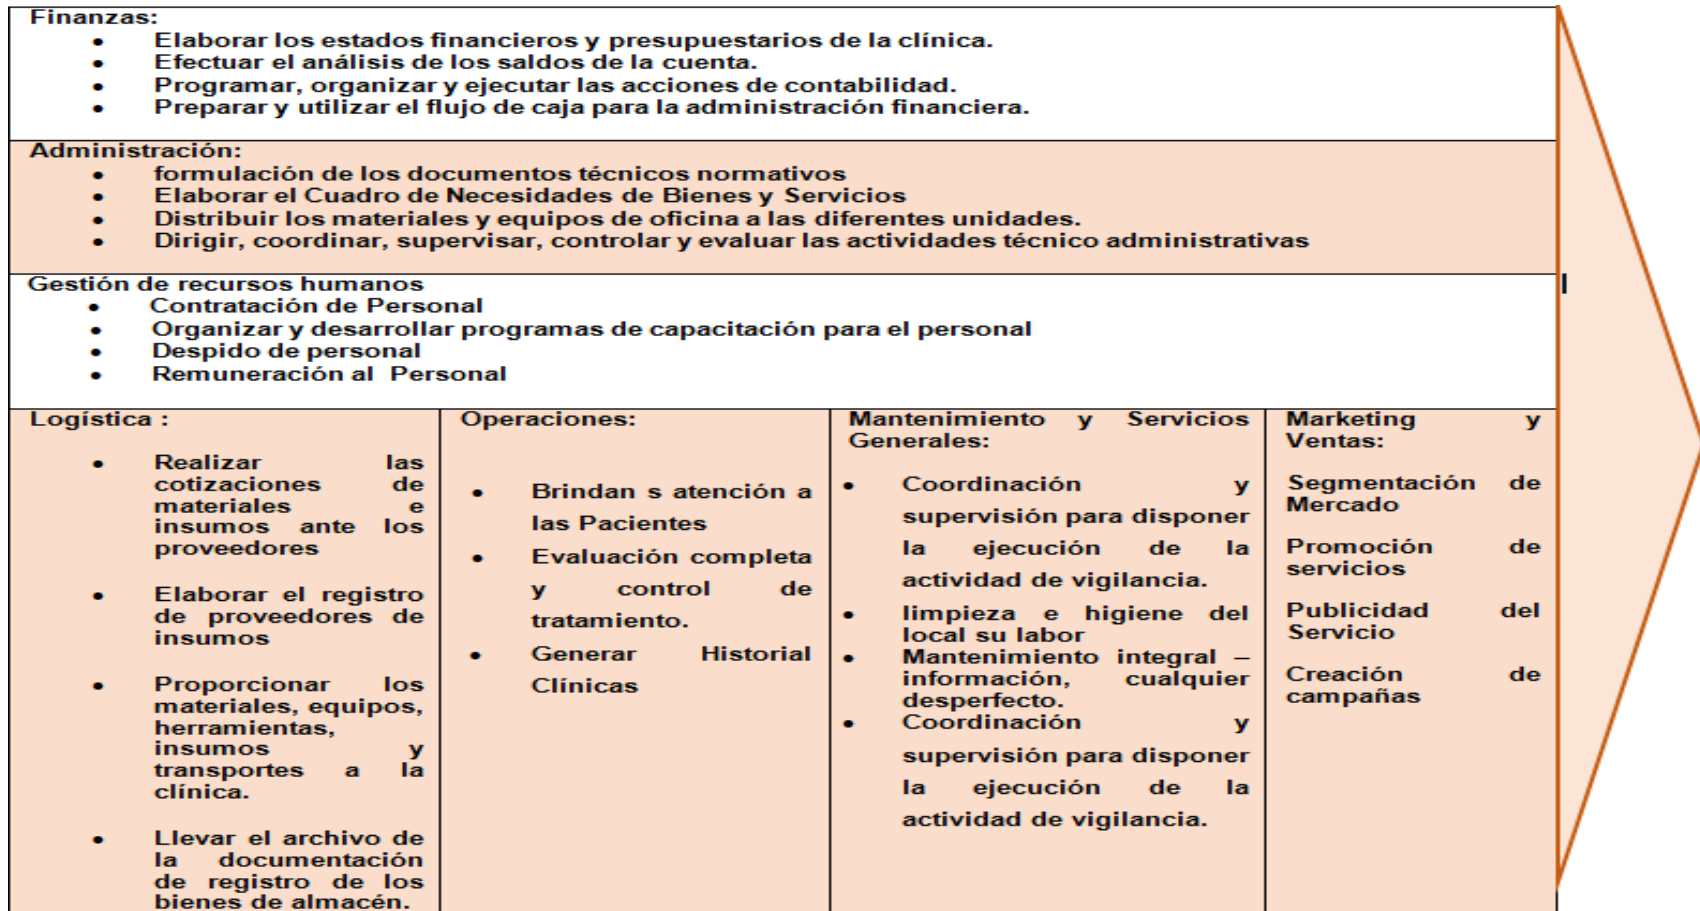 Finanzas:
• Elaborar los estados financieros y presupuestarios de la clínica.
• Efectuar el análisis de los saldos de la cuenta.
• Programar, organizar y ejecutar las acciones de contabilidad.
• Preparar y utilizar el flujo de caja para la administración financiera.
Administración:
• formulación de los documentos técnicos normativos
• Elaborar el Cuadro de Necesidades de Bienes y Servicios
• Distribuir los materiales y equipos de oficina a las diferentes unidades.
• Dirigir, coordinar, supervisar, controlar y evaluar las actividades técnico administrativas
Gestión de recursos humanos
• Contratación de Personal
• Organizar y desarrollar programas de capacitación para el personal
• Despido de personal
• Remuneración al Personal
Logística :
• Realizar las
cotizaciones de
materiales e
insumos ante los
proveedores
• Elaborar el registro
de proveedores de
insumos
• Proporcionar los
materiales, equipos,
herramientas,
insumos y
transportes a la
clínica.
• Llevar el archivo de
la documentación
de registro de los
bienes de almacén.
Operaciones:
• Brindan s atención a
las Pacientes
• Evaluación completa
y control de
tratamiento.
• Generar Historial
Clínicas
Mantenimiento y Servicios
Generales:
• Coordinación y
supervisión para disponer
la ejecución de la
actividad de vigilancia.
• limpieza e higiene del
local su labor
• Mantenimiento integral –
información, cualquier
desperfecto.
• Coordinación y
supervisión para disponer
la ejecución de la
actividad de vigilancia.
Marketing y
Ventas:
Segmentación de
Mercado
Promoción de
servicios
Publicidad del
Servicio
Creación de
campañas